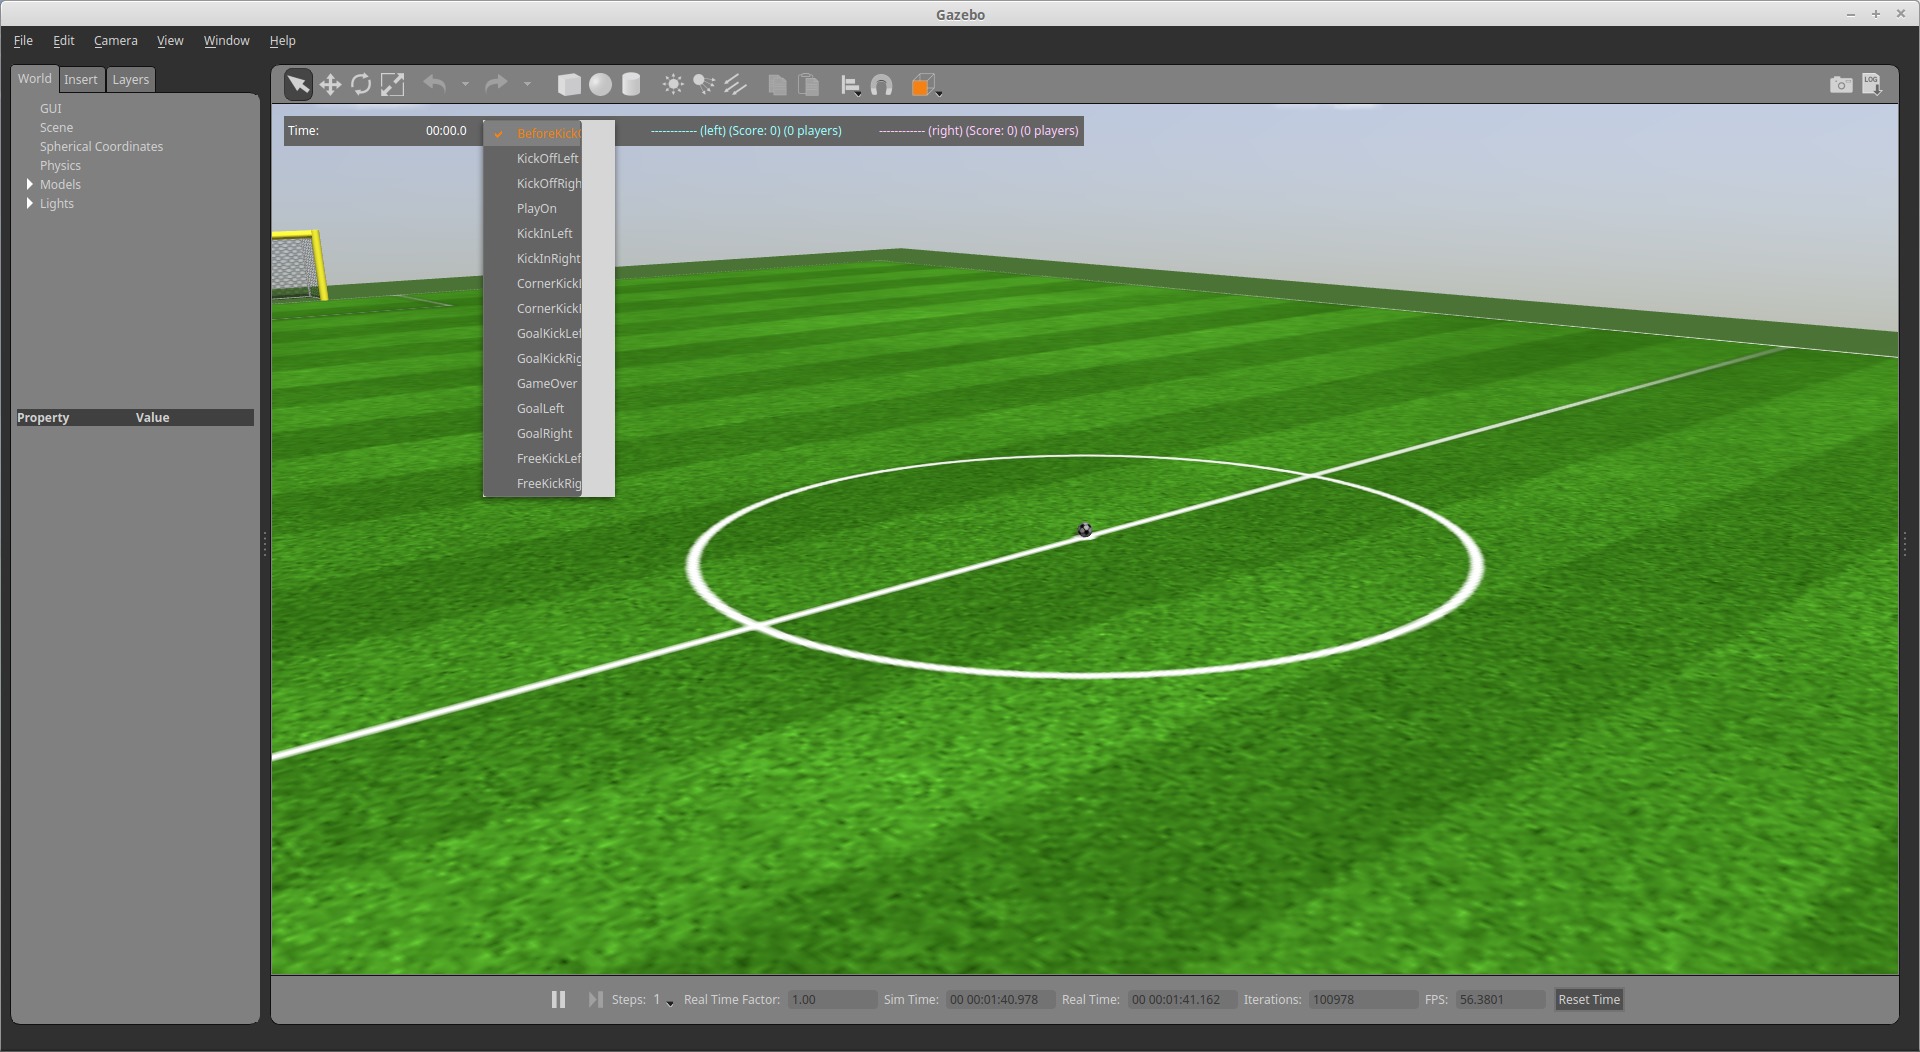 Gazebo
File Edit Camera View Window Help
World Insert Layers
LOG
GUI
Scene
Spherical Coordinates
Physics
Models
Lights
Property Value
Time: 00:00.0
------------ (left) (Score: 0) (0 players) ------------ (right) (Score: 0) (0 players)
BeforeKickO
KickOffLeft
KickOffRigh
PlayOn
KickInLeft
KickInRight
CornerKickl
CornerKickl
GoalKickLef
GoalKickRig
GameOver
GoalLeft
GoalRight
FreeKickLef
FreeKickRig
Steps: 1 Real Time Factor: 1.00 Sim Time: 00 00:01:40.978 Real Time: 00 00:01:41.162 Iterations: 100978 FPS: 56.3801 Reset Time